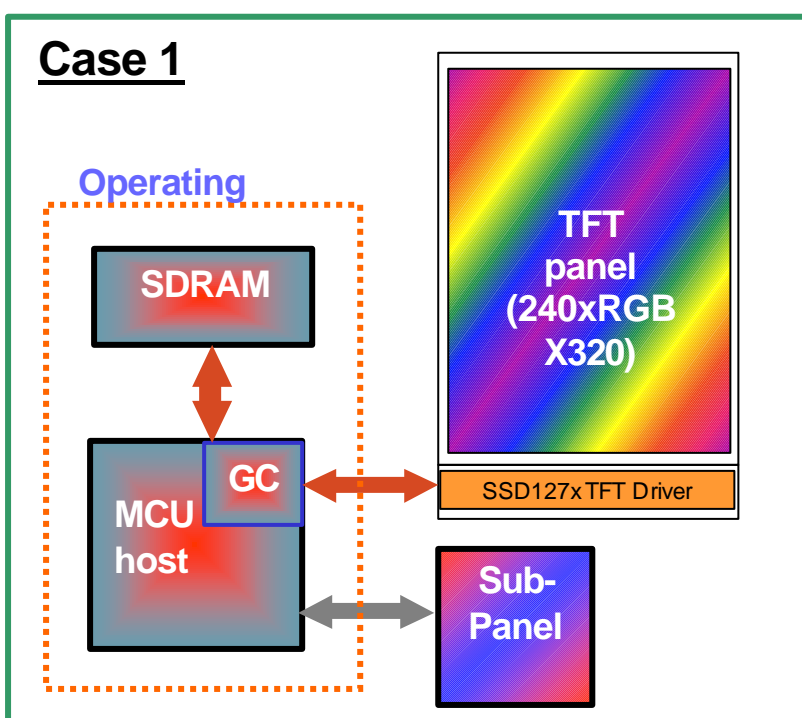 Case 1
Operating
SDRAM
GC
MCU
host
TFT
panel
(240xRGB
X320)
SSD127x TFT Driver
Sub-
Panel